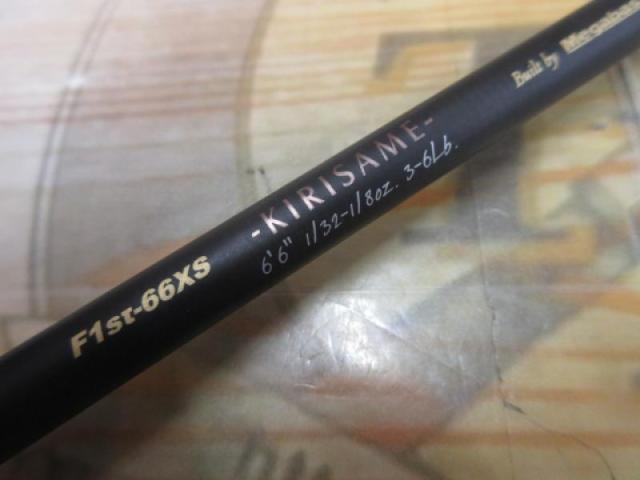 F1st-66XS
-KIRISAME-
6'6" 1/32-1/8oz. 3-6Lb.
Built by